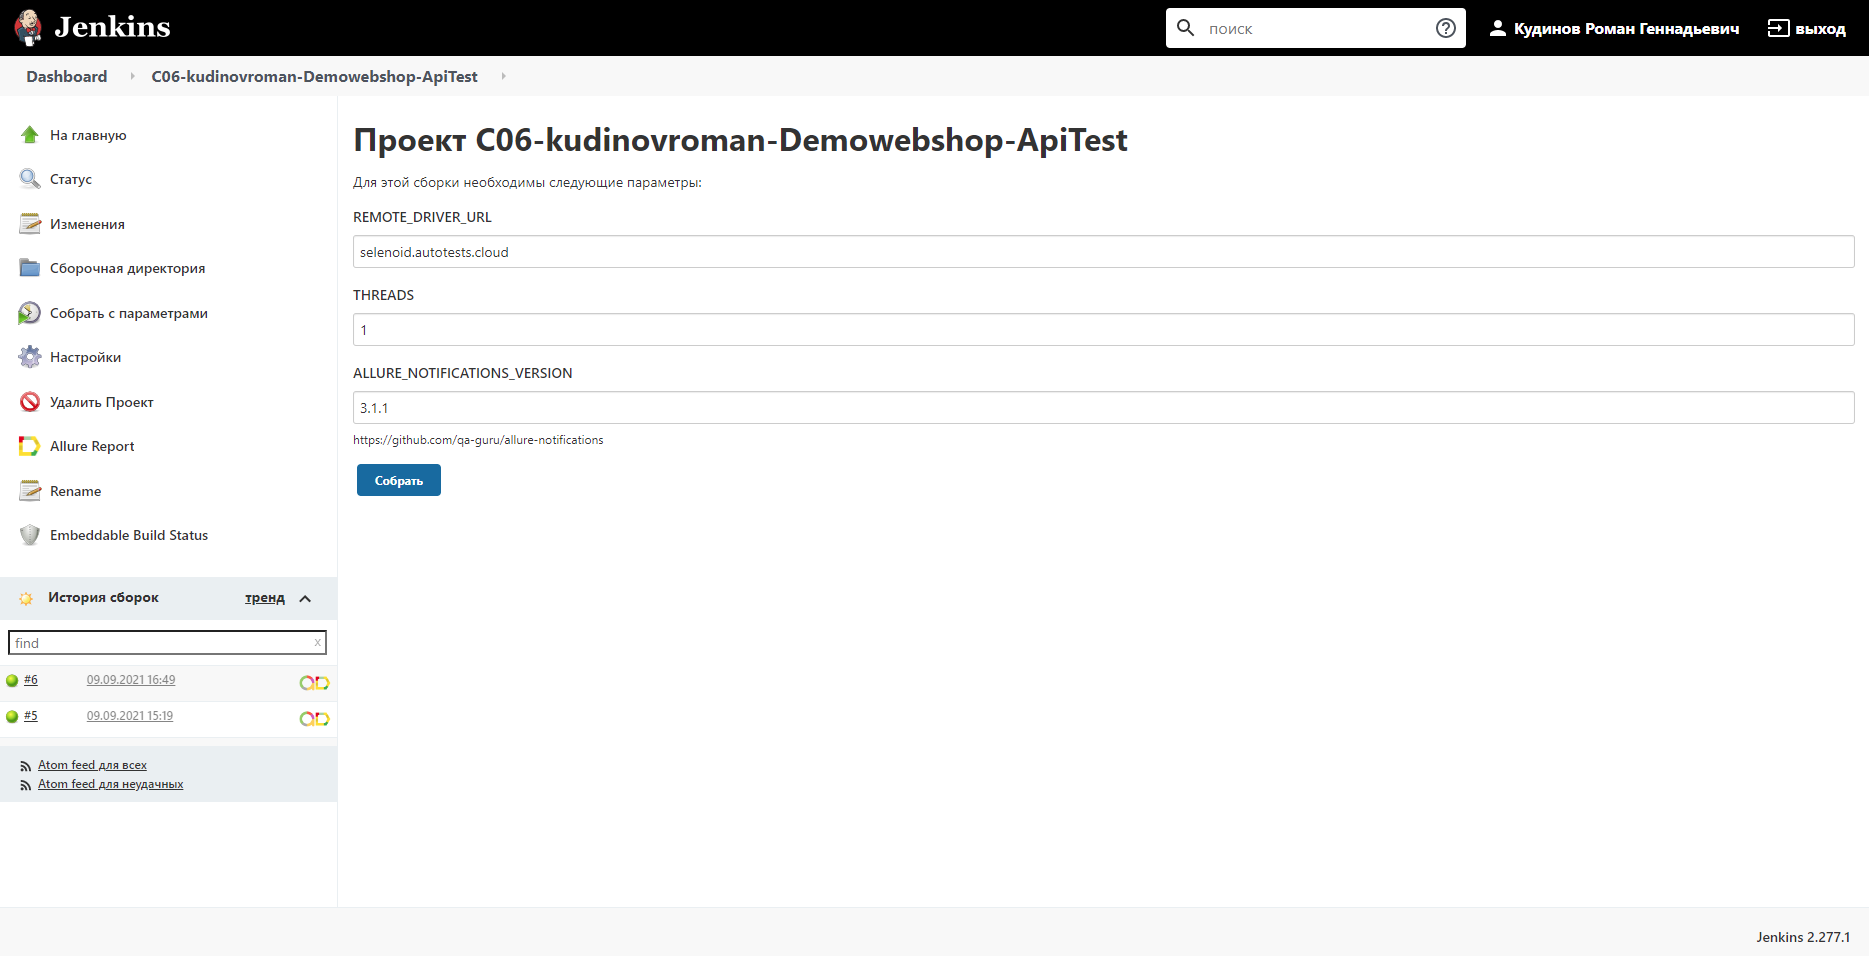 Jenkins
поиск
Кудинов Роман Геннадьевич
выход
Dashboard
C06-kudinovroman-Demowebshop-ApiTest
На главную
Статус
Изменения
Сборочная директория
Собрать с параметрами
Настройки
Удалить Проект
Allure Report
Rename
Embeddable Build Status
История сборок
тренд
find
x
#6
09.09.2021 16:49
#5
09.09.2021 15:19
Atom feed для всех
Atom feed для неудачных
Проект C06-kudinovroman-Demowebshop-ApiTest
Для этой сборки необходимы следующие параметры:
REMOTE_DRIVER_URL
selenoid.autotests.cloud
THREADS
1
ALLURE_NOTIFICATIONS_VERSION
3.1.1
https://github.com/qa-guru/allure-notifications
Собрать
Jenkins 2.277.1